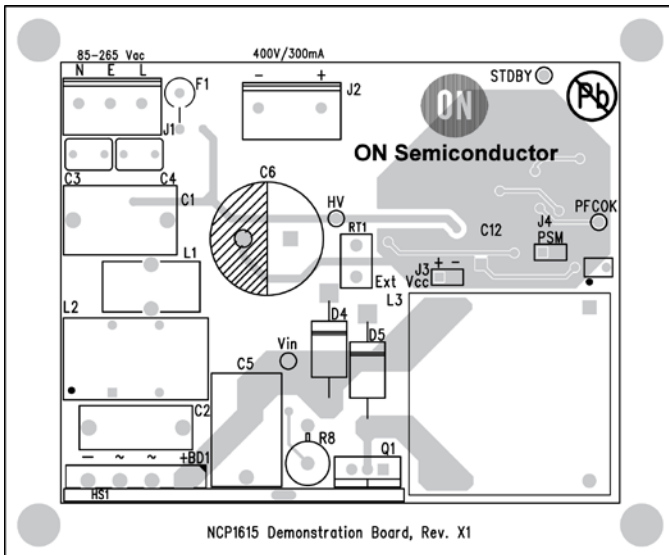 85-265 Vac
N E L
F1
J1
400V/300mA
- +
J2
STDBY
Pb
ON
ON Semiconductor
C3 C4
C1
C6
HV
RT1
C12
J4
PSM
PFCOK
L1
Ext Vcc
J3
+ -
L3
L2
D4
D5
Vin
C5
C2
R8
Q1
- ~ ~ +BD1
HS1
NCP1615 Demonstration Board, Rev. X1